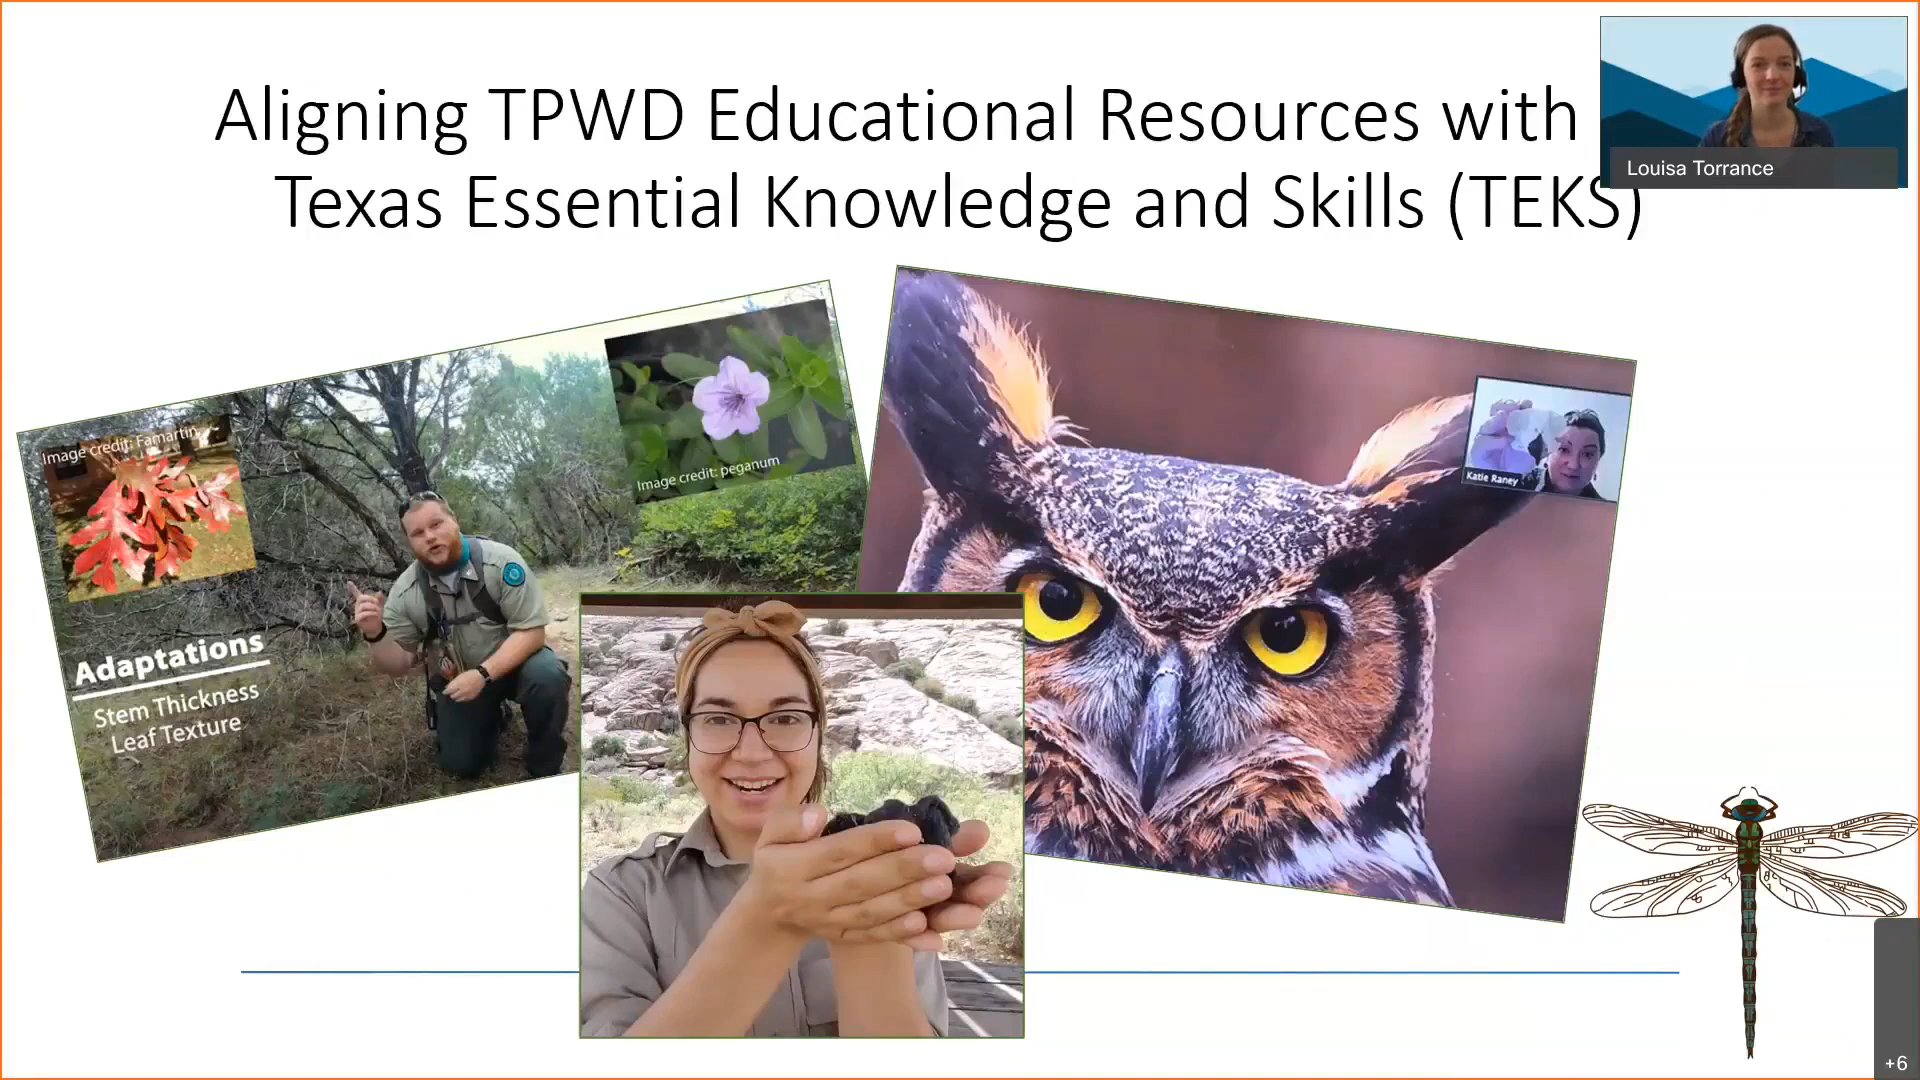 Aligning TPWD Educational Resources with
Texas Essential Knowledge and Skills (TEKS)
Louisa Torrance
Image credit: Famartin
Image credit: peganum
Katie Raney
Adaptations
Stem Thickness
Leaf Texture
+6